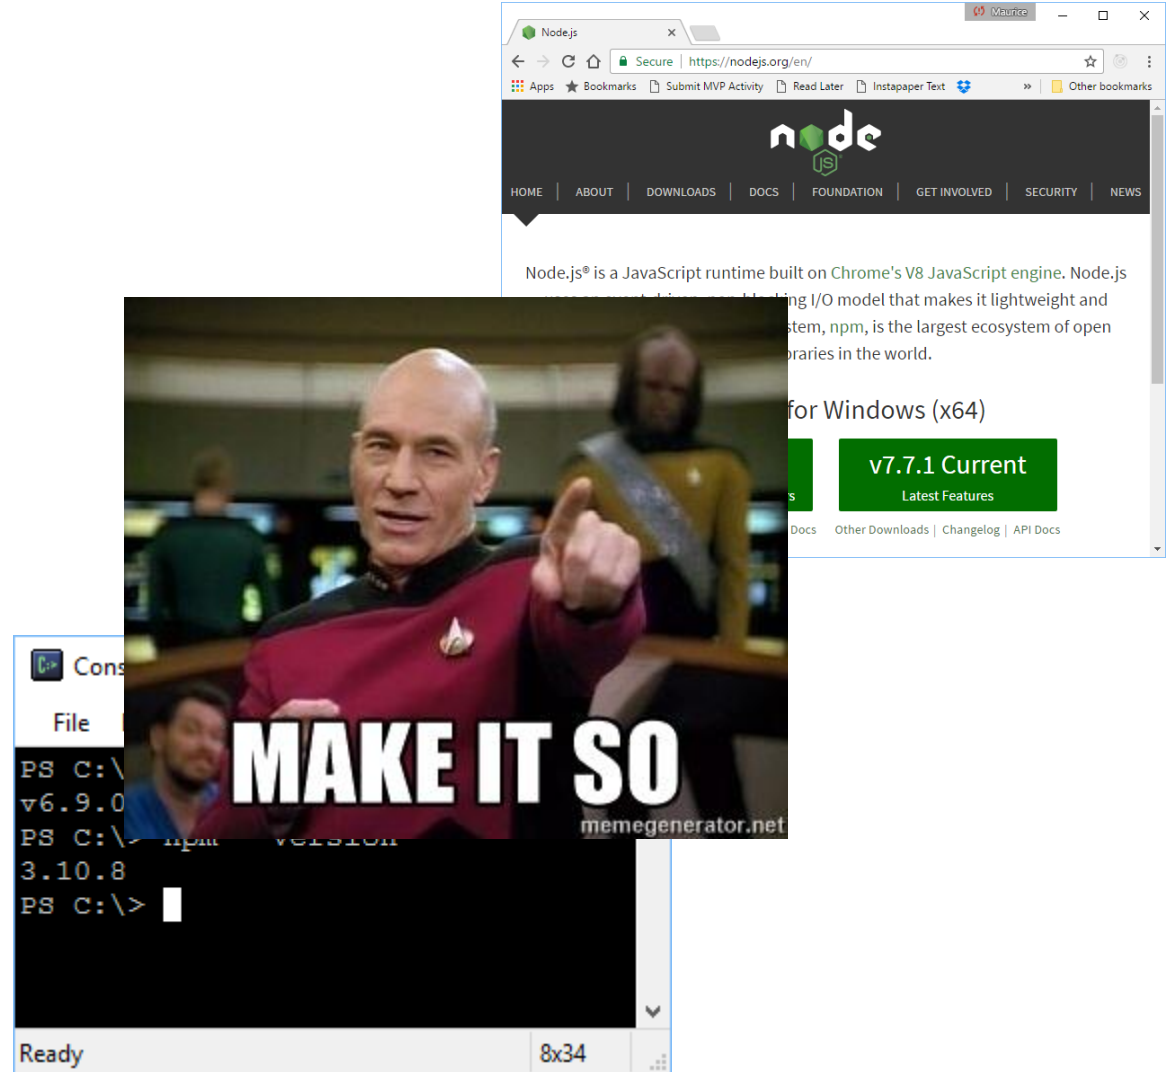 Maurice
Node.js
Secure | https://nodejs.org/en/
Apps Bookmarks Submit MVP Activity Read Later Instapaper Text » Other bookmarks
node
JS
HOME | ABOUT | DOWNLOADS | DOCS | FOUNDATION | GET INVOLVED | SECURITY | NEWS
Node.js® is a JavaScript runtime built on Chrome's V8 JavaScript engine. Node.js
ing I/O model that makes it lightweight and
stem, npm, is the largest ecosystem of open
raries in the world.
for Windows (x64)
v7.7.1 Current
Latest Features
Docs Other Downloads | Changelog | API Docs
MAKE IT SO
memegenerator.net
Cons
File
PS C:\
v6.9.0
PS C:\>
3.10.8
PS C:\>
Ready 8x34